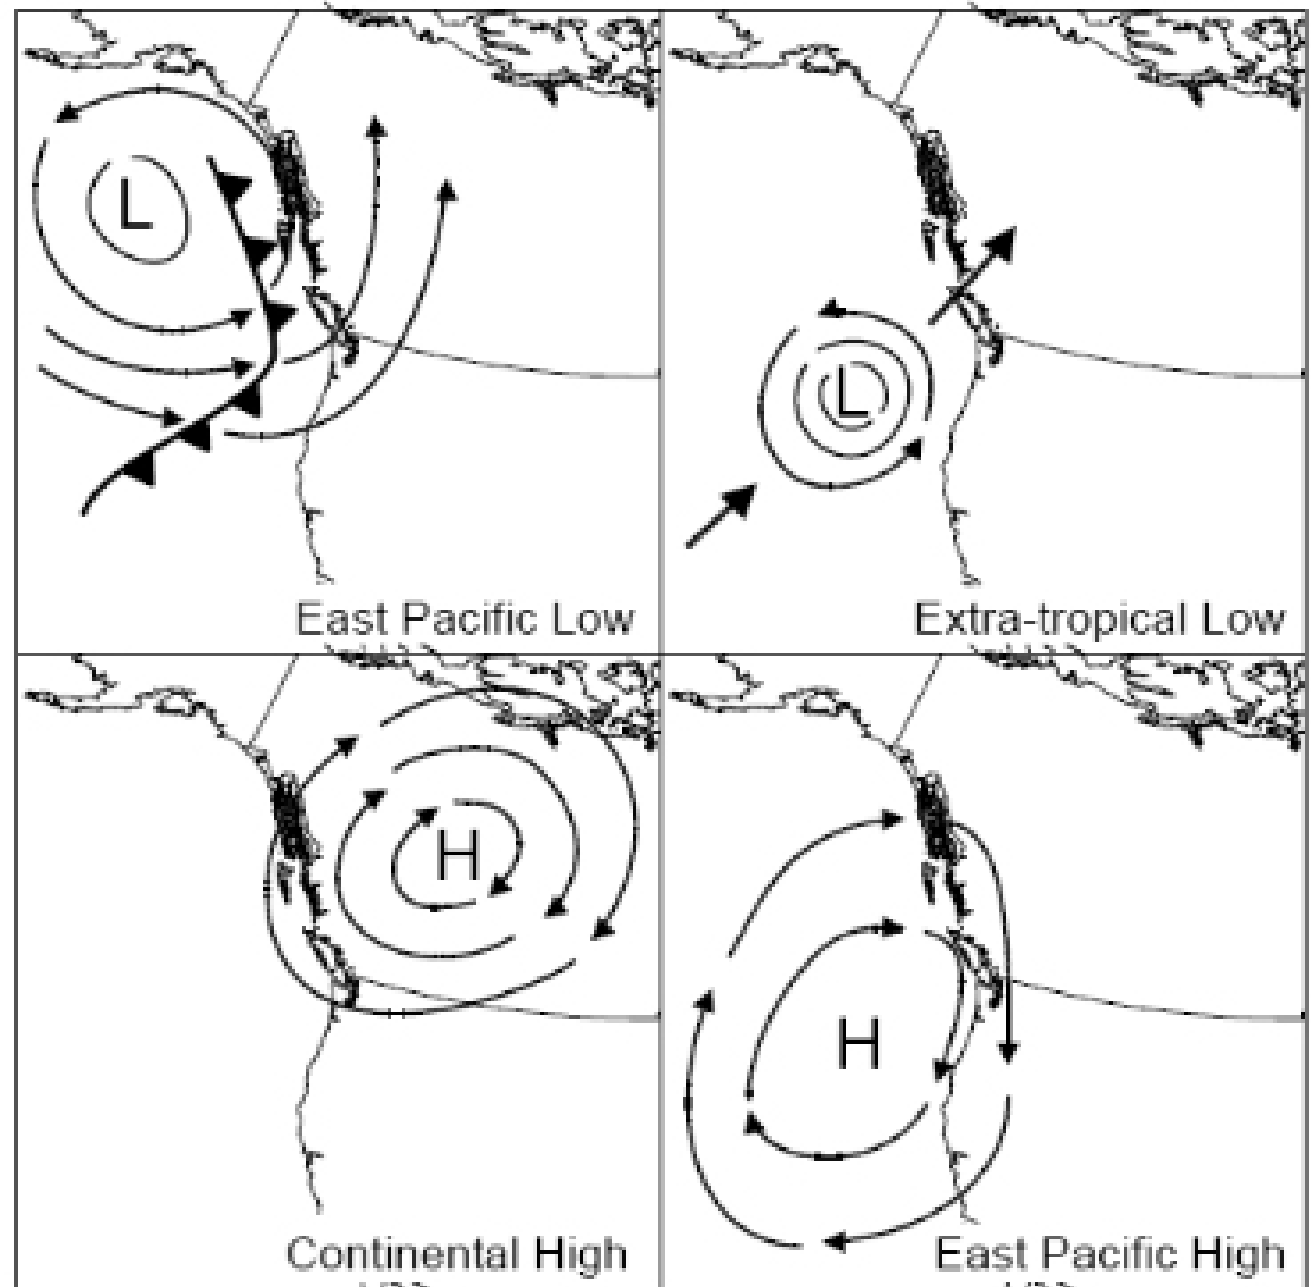 L
East Pacific Low
L
Extra-tropical Low
H
Continental High
H
East Pacific High